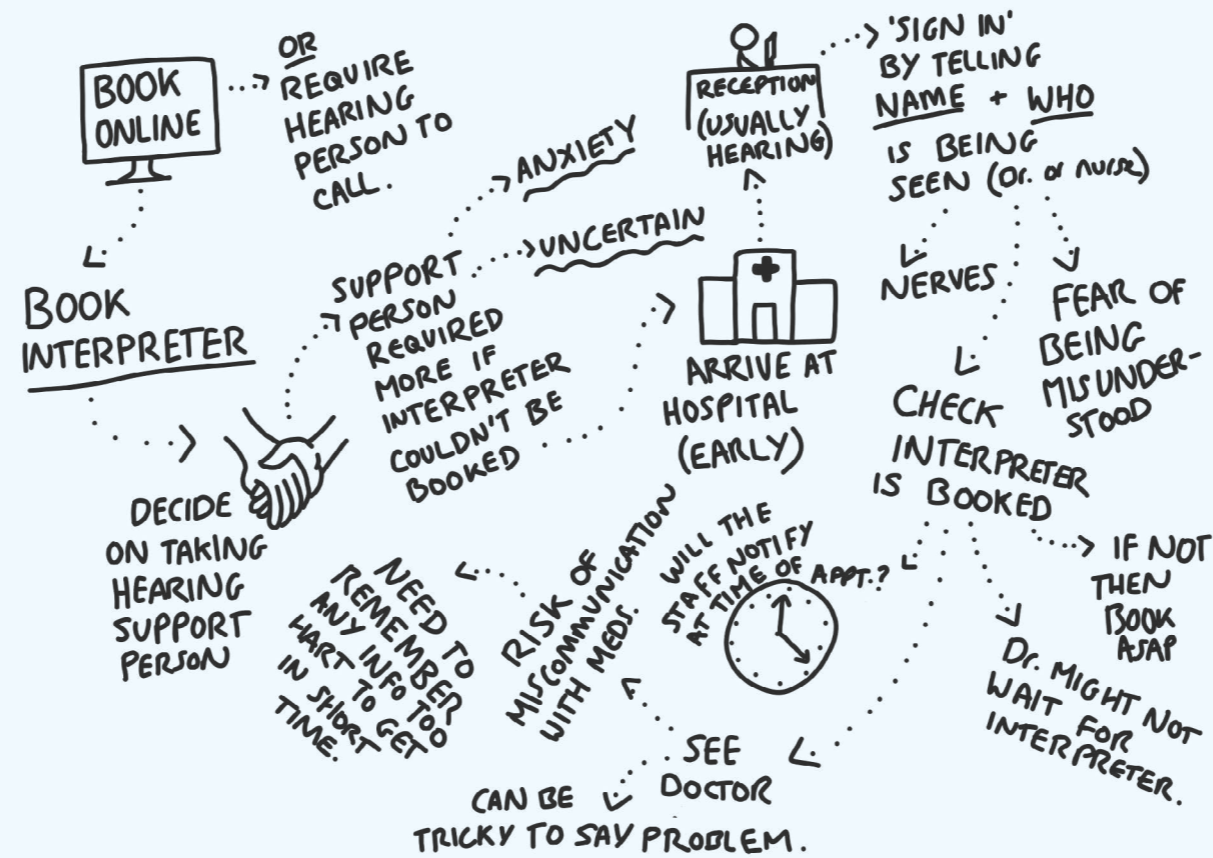 BOOK
ONLINE
OR
REQUIRE
HEARING
PERSON TO
CALL.
BOOK
INTERPRETER
DECIDE
ON TAKING
HEARING
SUPPORT
PERSON
SUPPORT
PERSON
REQUIRED
MORE IF
INTERPRETER
COULDN'T BE
BOOKED
ANXIETY
UNCERTAIN
ARRIVE AT
HOSPITAL
(EARLY)
RECEPTION
(USUALLY
HEARING)
'SIGN IN'
BY TELLING
NAME + WHO
IS BEING
SEEN (Dr. or nurse)
NERVES
FEAR OF
BEING
MISUNDER-
STOOD
CHECK
INTERPRETER
IS BOOKED
IF NOT
THEN
BOOK
ASAP
Dr. MIGHT NOT
WAIT FOR
INTERPRETER.
WILL THE
STAFF NOTIFY
AT TIME OF APPT.?
SEE
DOCTOR
RISK OF
MISCOMMUNICATION
WITH MEDS.
NEED TO
REMEMBER
ANY INFO TOO
HART TO GET
IN SHORT
TIME.
CAN BE
TRICKY TO SAY PROBLEM.